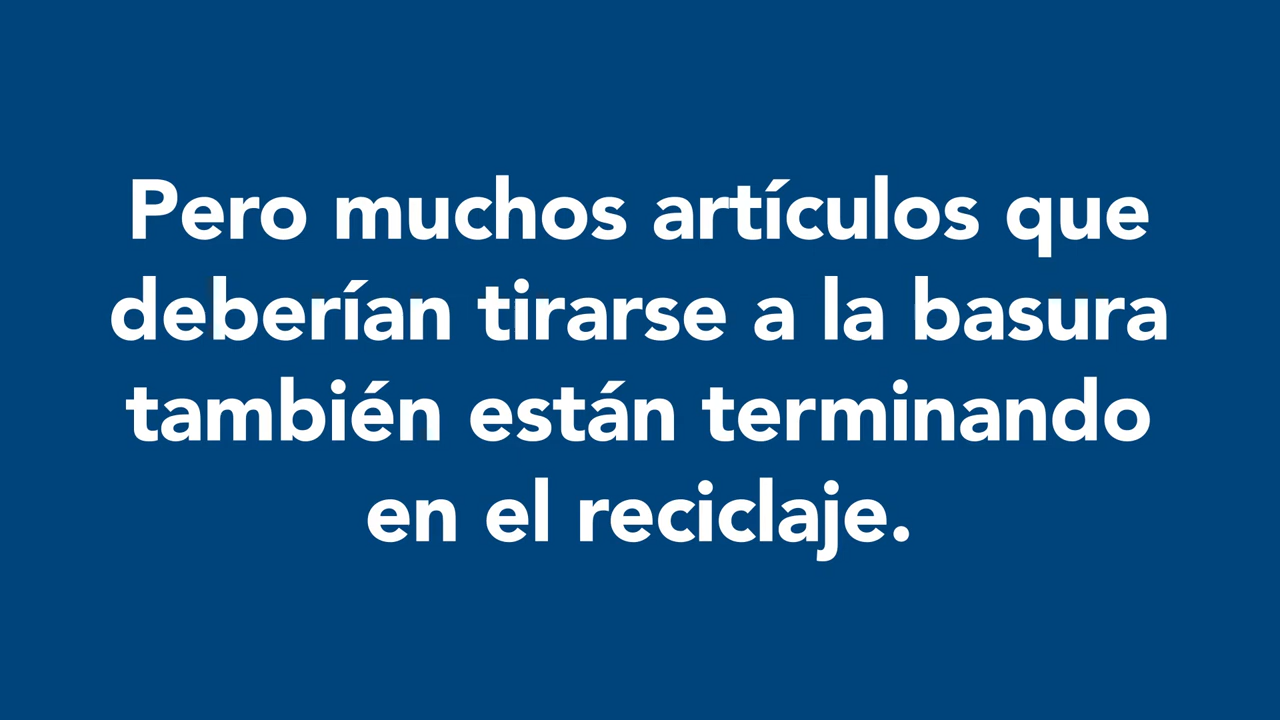 Pero muchos artículos que
deberían tirarse a la basura
también están terminando
en el reciclaje.